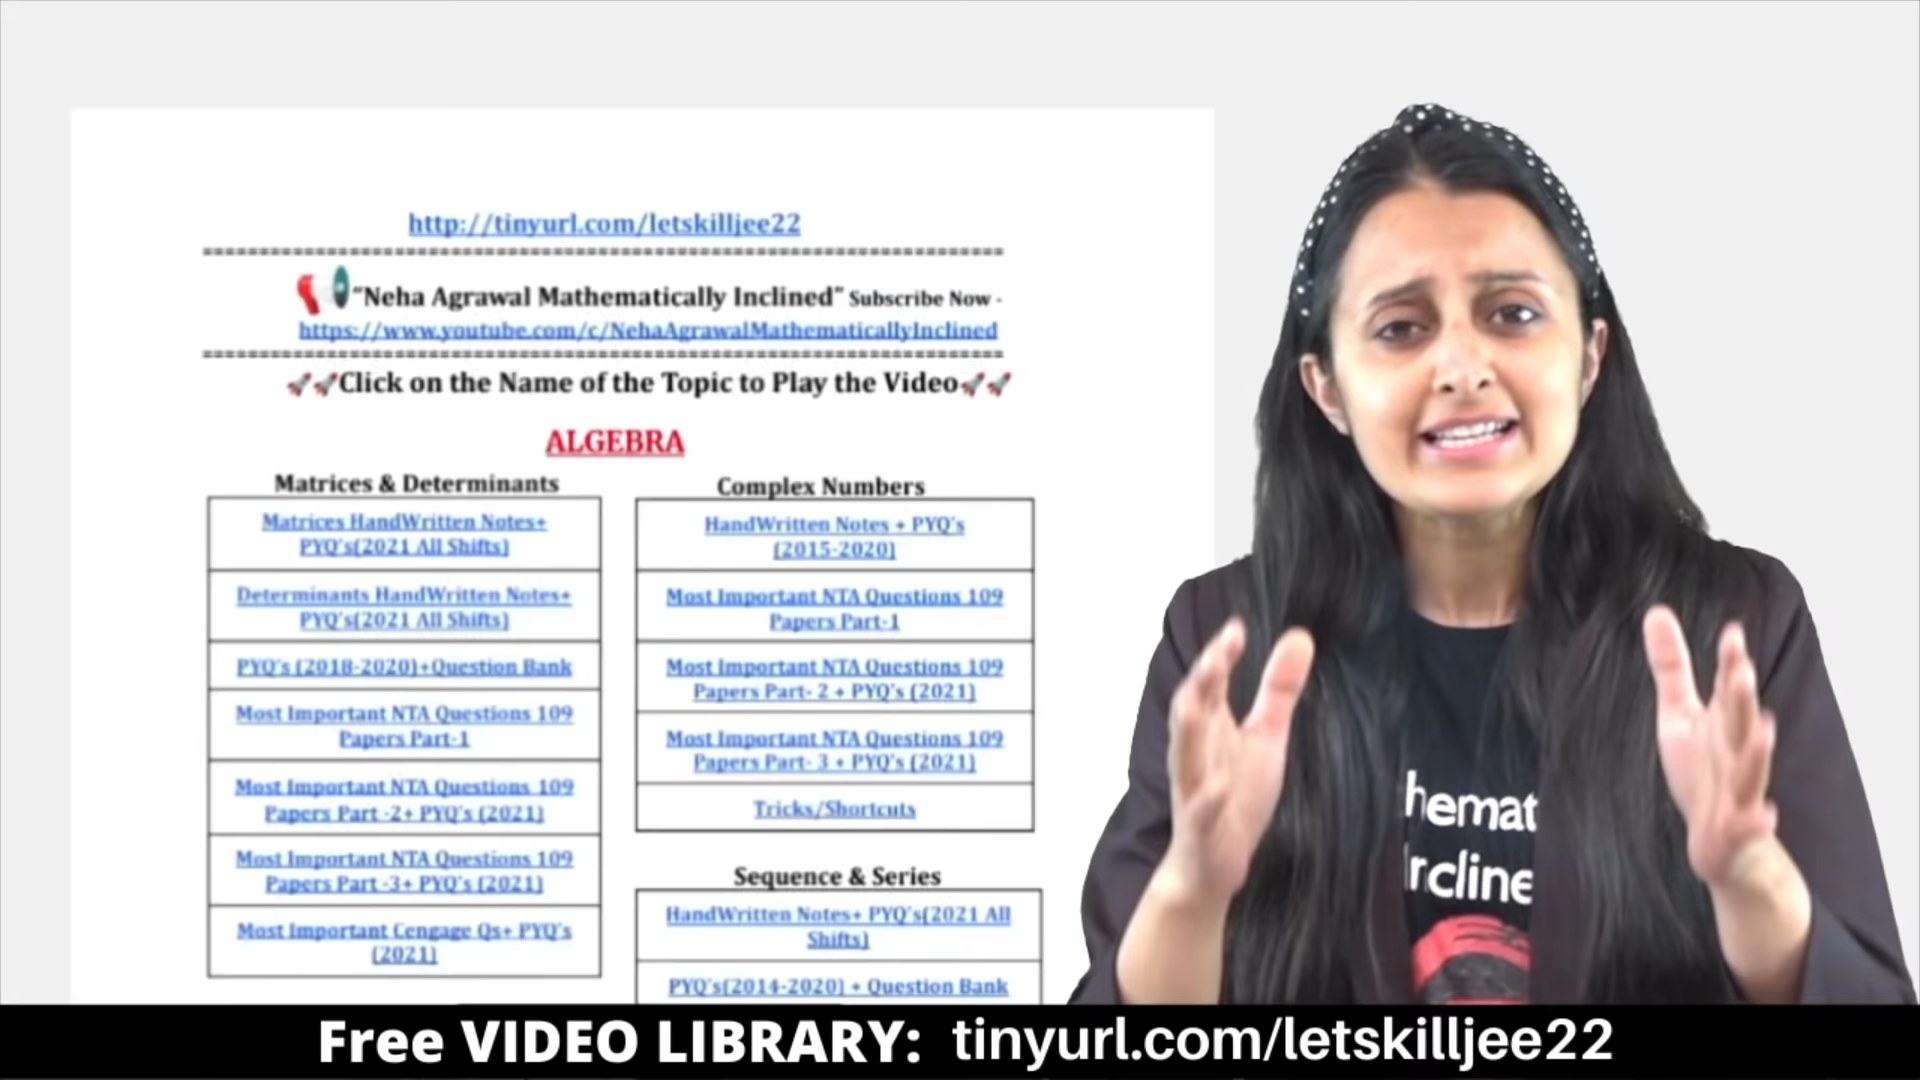 http://tinyurl.com/letskilljee22
================================================================
"Neha Agrawal Mathematically Inclined" Subscribe Now -
https://www.youtube.com/c/NehaAgrawalMathematicallyInclined
================================================================
🚀🚀Click on the Name of the Topic to Play the Video🚀🚀
ALGEBRA
Matrices & Determinants
Matrices HandWritten Notes+
PYQ's(2021 All Shifts)
Determinants HandWritten Notes+
PYQ's(2021 All Shifts)
PYQ's (2018-2020)+Question Bank
Most Important NTA Questions 109
Papers Part-1
Most Important NTA Questions 109
Papers Part -2+ PYQ's (2021)
Most Important NTA Questions 109
Papers Part -3+ PYQ's (2021)
Most Important Cengage Qs+ PYQ's
(2021)
Complex Numbers
HandWritten Notes + PYQ's
(2015-2020)
Most Important NTA Questions 109
Papers Part-1
Most Important NTA Questions 109
Papers Part- 2 + PYQ's (2021)
Most Important NTA Questions 109
Papers Part- 3 + PYQ's (2021)
Tricks/Shortcuts
Sequence & Series
HandWritten Notes+ PYQ's(2021 All
Shifts)
PYQ's(2014-2020) + Question Bank
hemat
Incline
Free VIDEO LIBRARY: tinyurl.com/letskilljee22